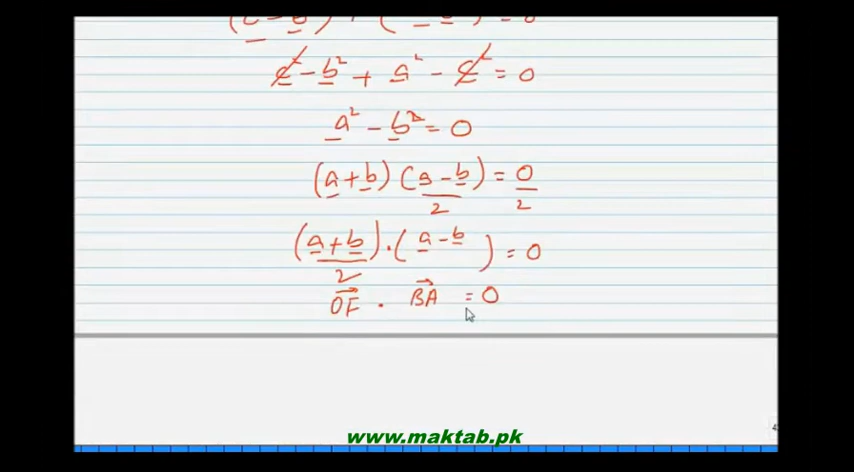 c² - b² + a² - c² = 0
a² - b² = 0
(a + b) (a - b)/2 = 0/2
(a + b)/2 · (a - b) = 0
OF · BA = 0
www.maktab.pk